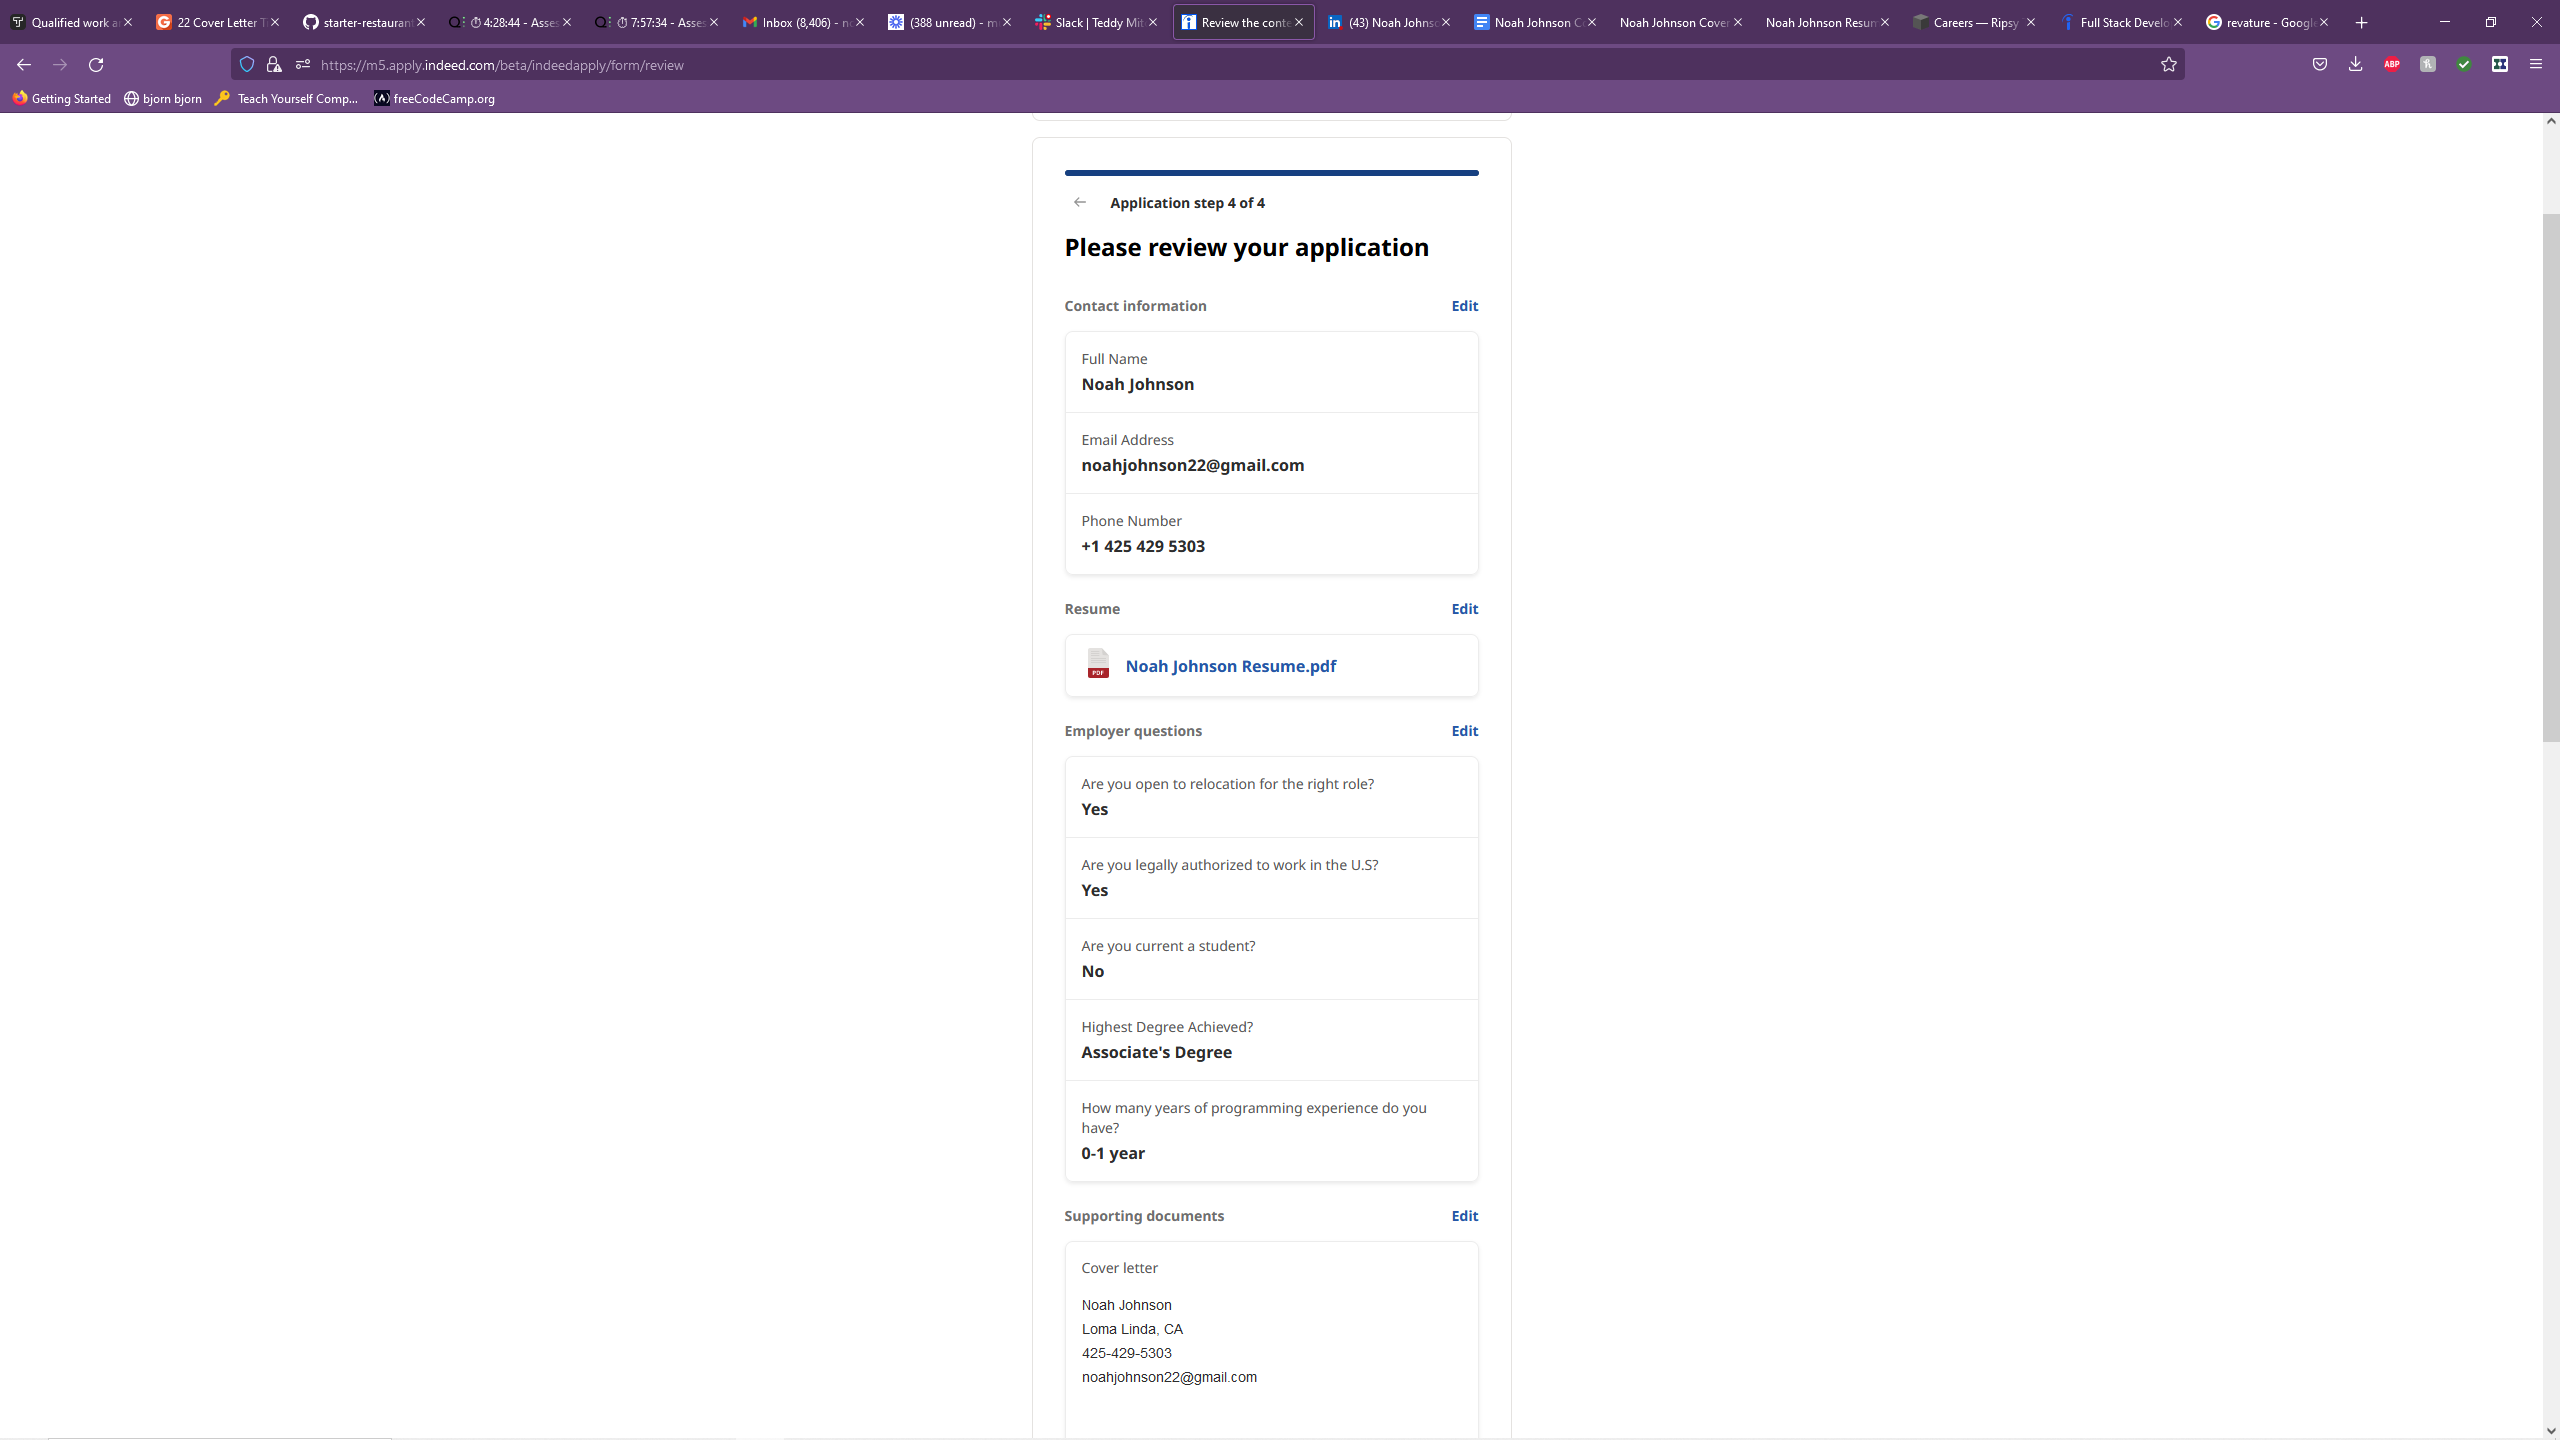 Qualified work a
22 Cover Letter T
starter-restaurant
4:28:44 - Asses
7:57:34 - Asses
Inbox (8,406) - n
(388 unread) - m
Slack | Teddy Mit
Review the conte
(43) Noah Johnso
Noah Johnson C
Noah Johnson Cover
Noah Johnson Resum
Careers — Ripsy
Full Stack Develo
revature - Google
https://m5.apply.indeed.com/beta/indeedapply/form/review
ABP
Getting Started
bjorn bjorn
Teach Yourself Comp...
freeCodeCamp.org
Application step 4 of 4
Please review your application
Contact information
Edit
Full Name
Noah Johnson
Email Address
noahjohnson22@gmail.com
Phone Number
+1 425 429 5303
Resume
Edit
PDF
Noah Johnson Resume.pdf
Employer questions
Edit
Are you open to relocation for the right role?
Yes
Are you legally authorized to work in the U.S?
Yes
Are you current a student?
No
Highest Degree Achieved?
Associate's Degree
How many years of programming experience do you
have?
0-1 year
Supporting documents
Edit
Cover letter
Noah Johnson
Loma Linda, CA
425-429-5303
noahjohnson22@gmail.com